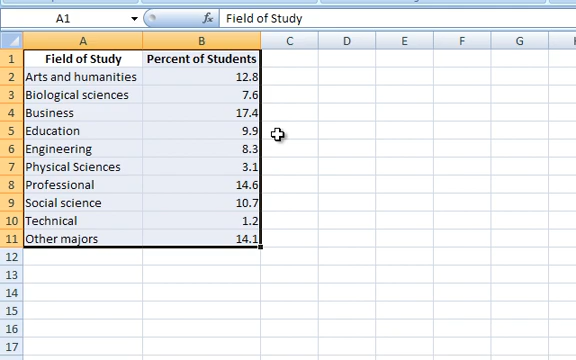 A1 fx Field of Study
A B C D E F G
1 Field of Study Percent of Students
2 Arts and humanities 12.8
3 Biological sciences 7.6
4 Business 17.4
5 Education 9.9
6 Engineering 8.3
7 Physical Sciences 3.1
8 Professional 14.6
9 Social science 10.7
10 Technical 1.2
11 Other majors 14.1
12
13
14
15
16
17